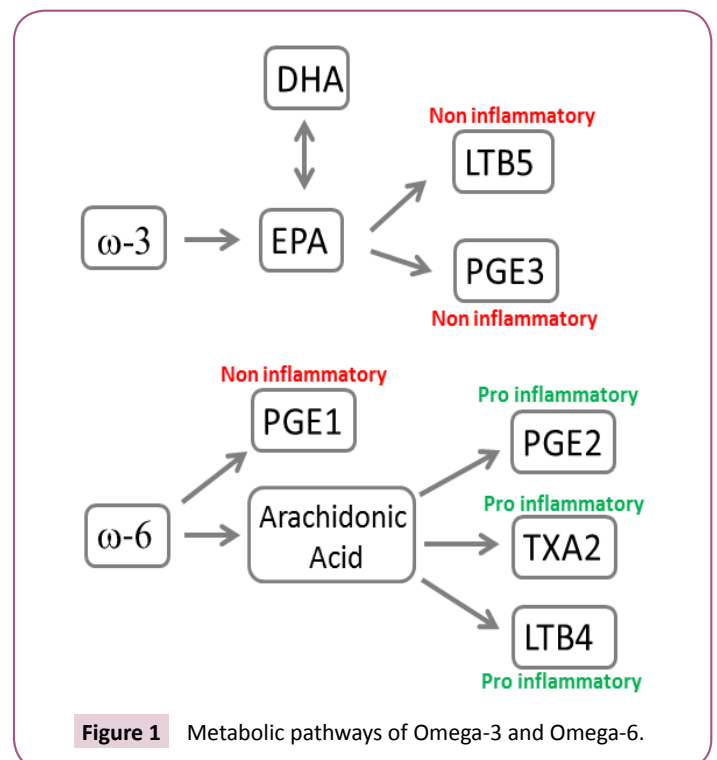 DHA
Non inflammatory
LTB5
ω-3
EPA
PGE3
Non inflammatory
Non inflammatory
PGE1
Pro inflammatory
PGE2
ω-6
Arachidonic
Acid
Pro inflammatory
TXA2
LTB4
Pro inflammatory
Figure 1 Metabolic pathways of Omega-3 and Omega-6.